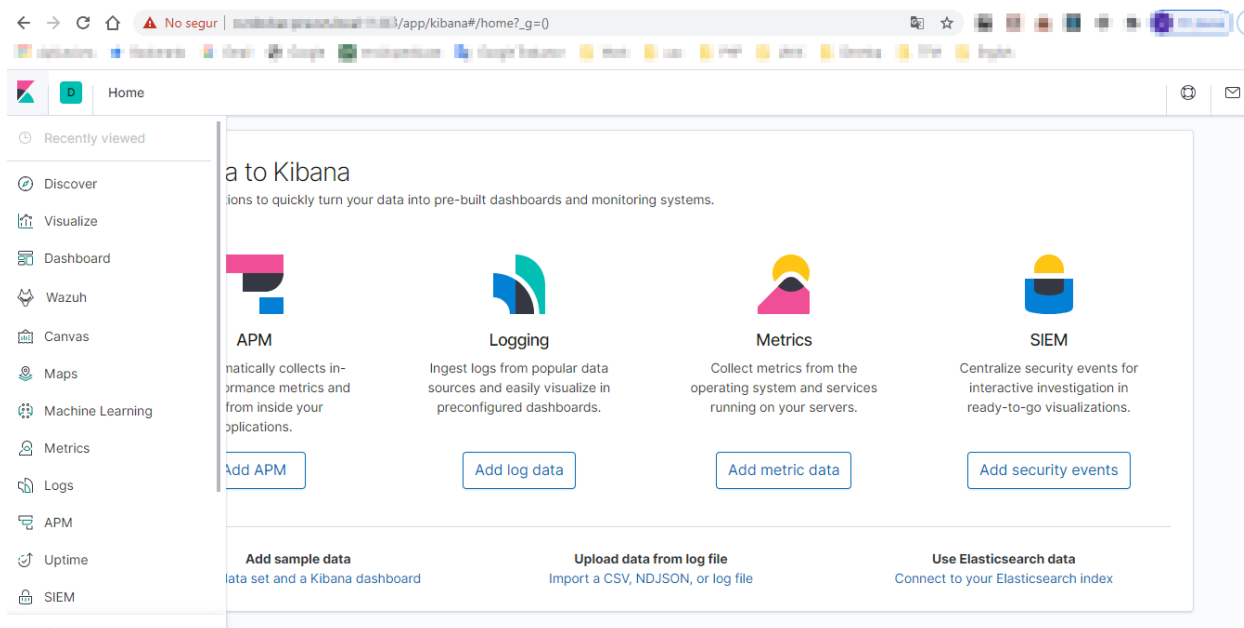 No segur
/app/kibana#/home?_g=()
D
Home
Recently viewed
Discover
Visualize
Dashboard
Wazuh
Canvas
Maps
Machine Learning
Metrics
Logs
APM
Uptime
SIEM
a to Kibana
ions to quickly turn your data into pre-built dashboards and monitoring systems.
APM
matically collects in-
ormance metrics and
from inside your
pplications.
Add APM
Logging
Ingest logs from popular data
sources and easily visualize in
preconfigured dashboards.
Add log data
Metrics
Collect metrics from the
operating system and services
running on your servers.
Add metric data
SIEM
Centralize security events for
interactive investigation in
ready-to-go visualizations.
Add security events
Add sample data
data set and a Kibana dashboard
Upload data from log file
Import a CSV, NDJSON, or log file
Use Elasticsearch data
Connect to your Elasticsearch index